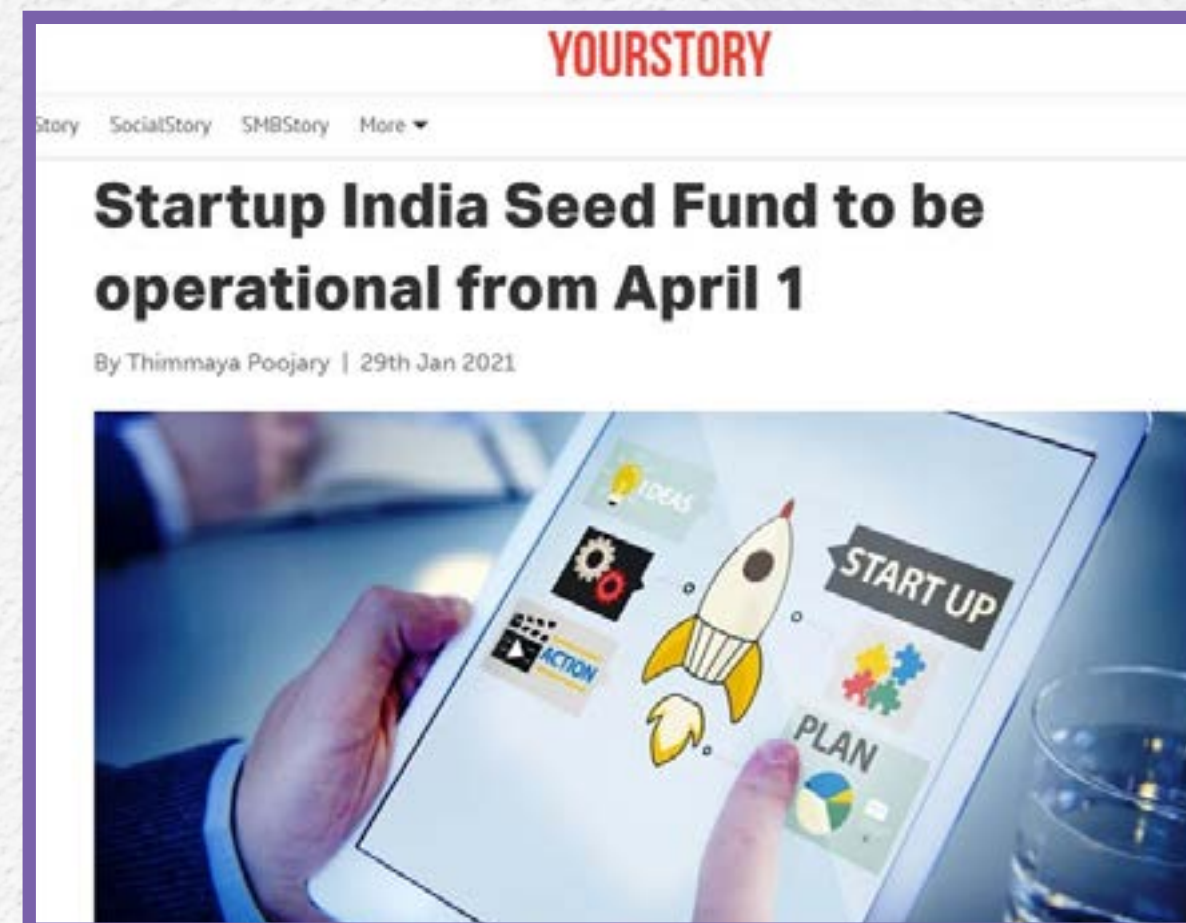 YOURSTORY
Story SocialStory SMBStory More
Startup India Seed Fund to be
operational from April 1
By Thimmaya Poojary | 29th Jan 2021
IDEAS
START UP
ACTION
PLAN